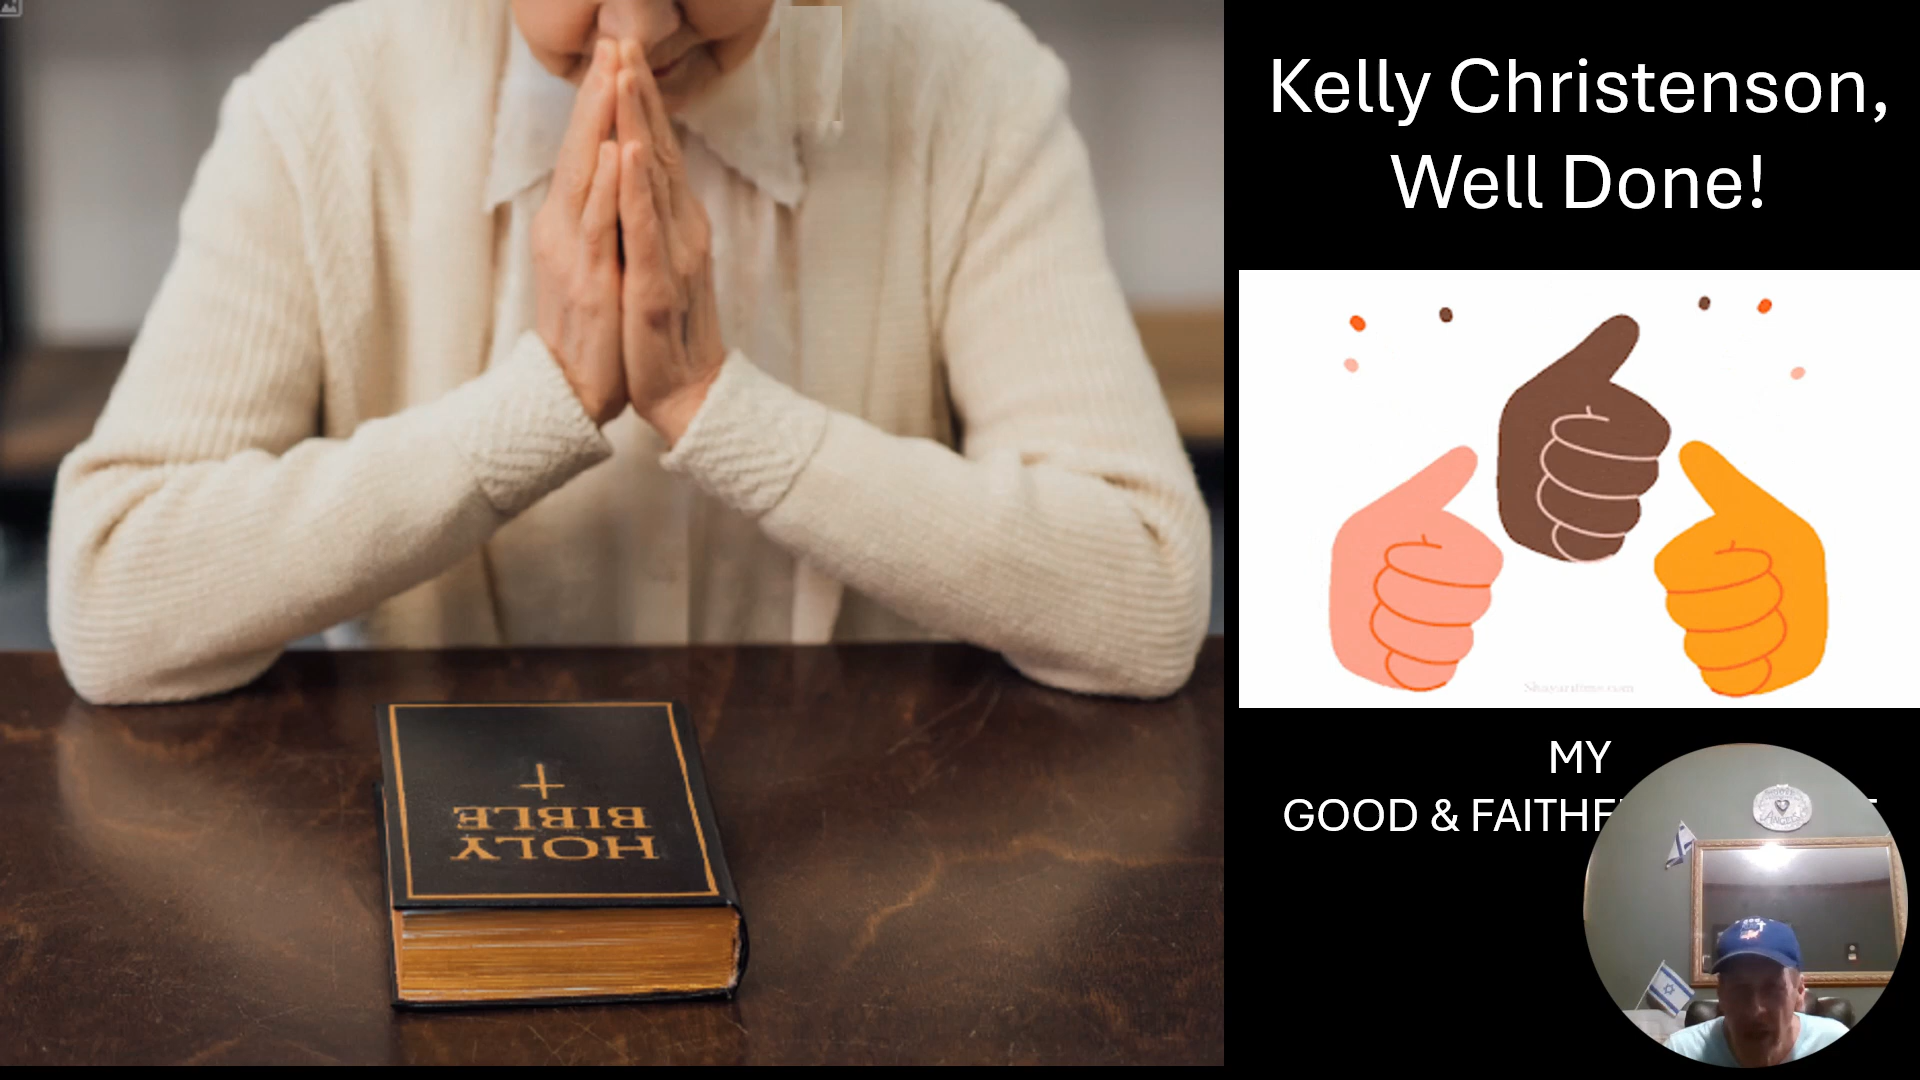 Kelly Christenson,
Well Done!
MY
GOOD & FAITHF
HOLY
BIBLE